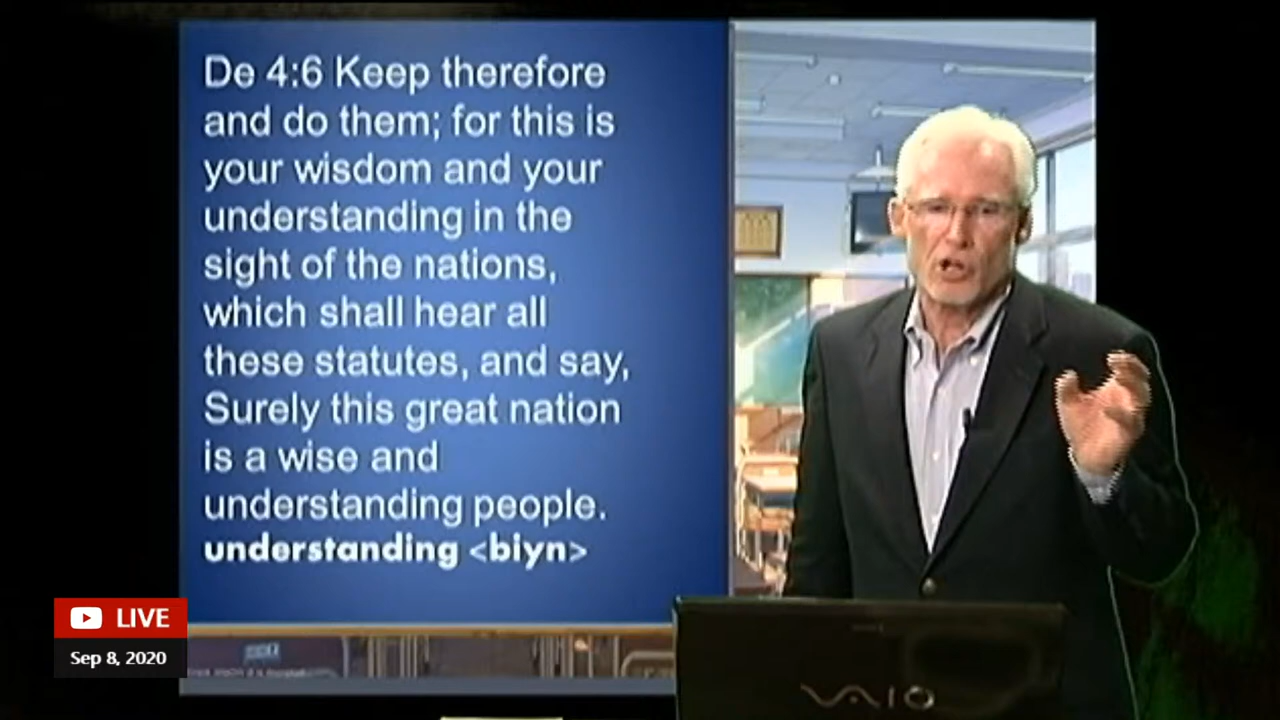 De 4:6 Keep therefore
and do them; for this is
your wisdom and your
understanding in the
sight of the nations,
which shall hear all
these statutes, and say,
Surely this great nation
is a wise and
understanding people.
understanding <biyn>
LIVE
Sep 8, 2020
VAIO